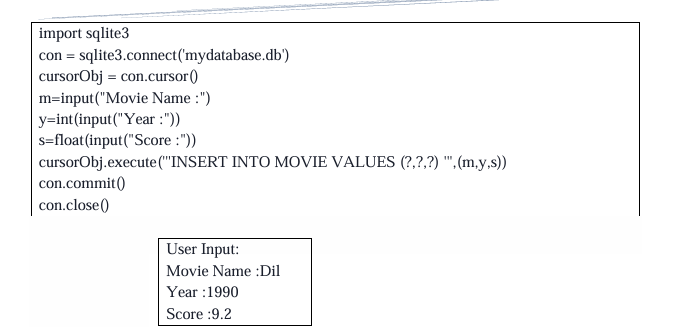 import sqlite3
con = sqlite3.connect('mydatabase.db')
cursorObj = con.cursor()
m=input("Movie Name :")
y=int(input("Year :"))
s=float(input("Score :"))
cursorObj.execute('''INSERT INTO MOVIE VALUES (?,?,?) ''',(m,y,s))
con.commit()
con.close()
User Input:
Movie Name :Dil
Year :1990
Score :9.2